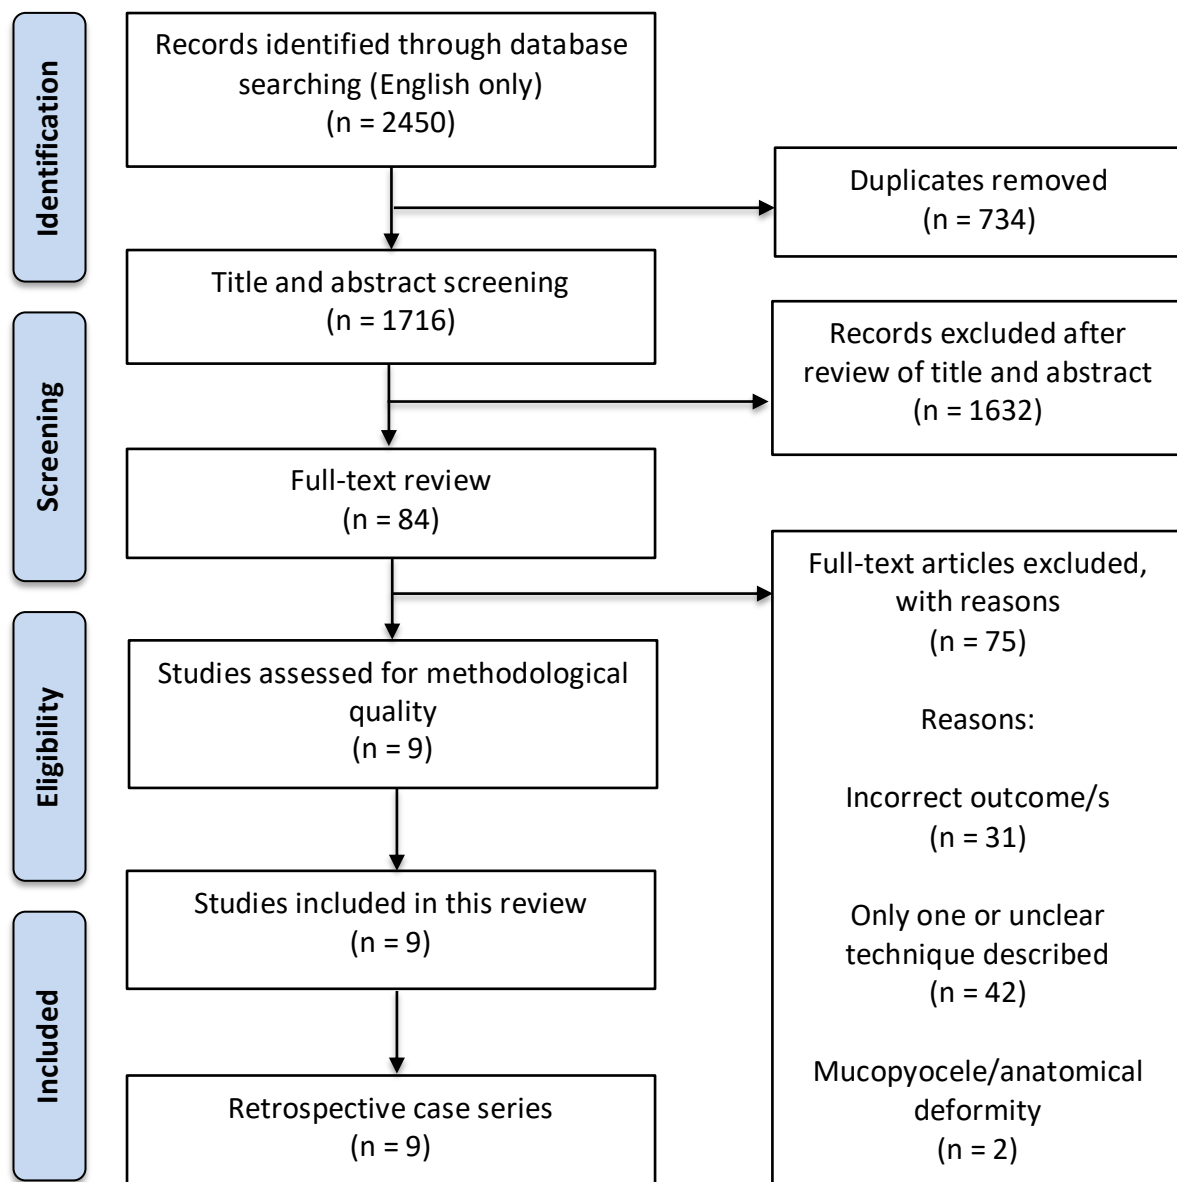 Identification
Records identified through database
searching (English only)
(n = 2450)
Duplicates removed
(n = 734)
Title and abstract screening
(n = 1716)
Screening
Records excluded after
review of title and abstract
(n = 1632)
Full-text review
(n = 84)
Full-text articles excluded,
with reasons
(n = 75)
Reasons:
Incorrect outcome/s
(n = 31)
Only one or unclear
technique described
(n = 42)
Mucopyocele/anatomical
deformity
(n = 2)
Eligibility
Studies assessed for methodological
quality
(n = 9)
Studies included in this review
(n = 9)
Included
Retrospective case series
(n = 9)